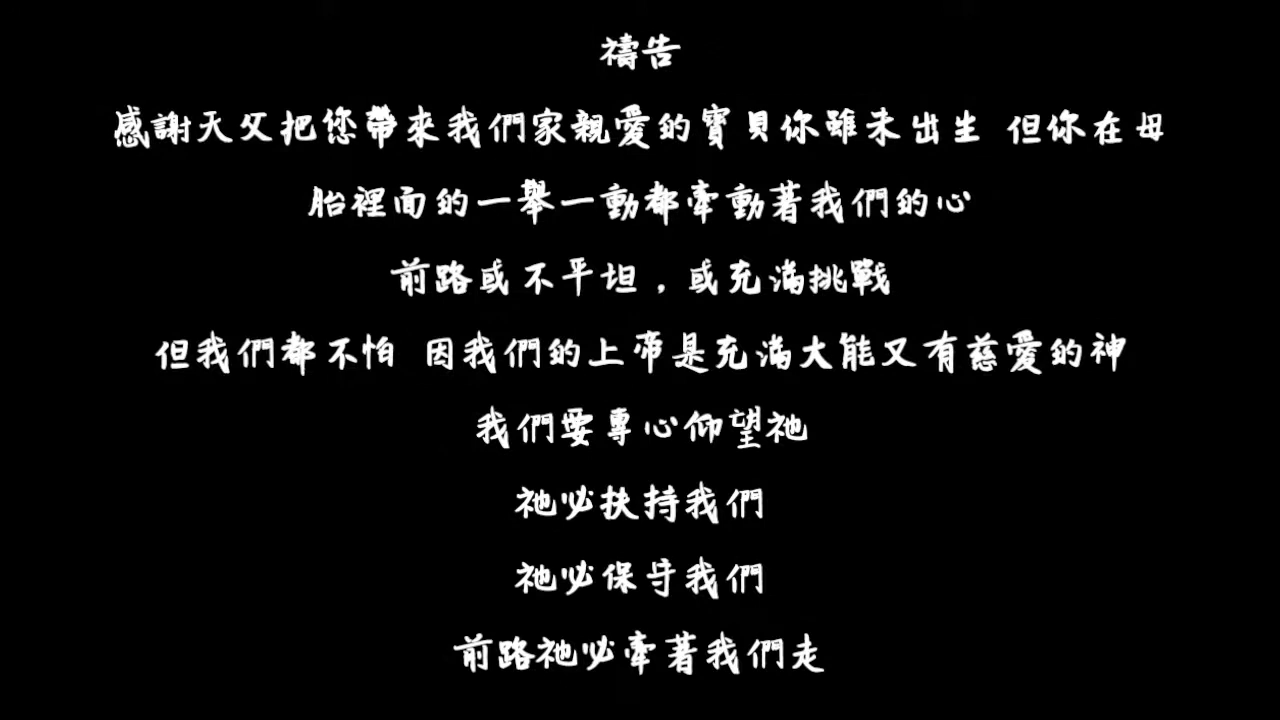 禱告
感謝天父把您帶來我們家親愛的寶貝你雖未出生 但你在母
胎裡面的一舉一動都牽動著我們的心
前路或不平坦，或充滿挑戰
但我們都不怕 因我們的上帝是充滿大能又有慈愛的神
我們要專心仰望祂
祂必扶持我們
祂必保守我們
前路祂必牽著我們走